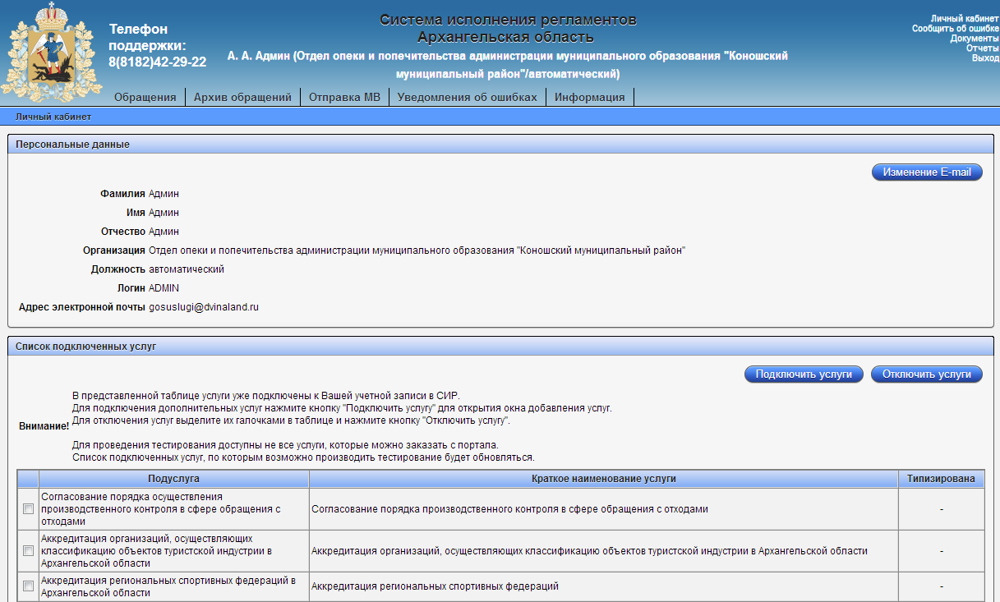 Телефон
поддержки:
8(8182)42-29-22
Система исполнения регламентов
Архангельская область
А. А. Админ (Отдел опеки и попечительства администрации муниципального образования "Коношский
муниципальный район"/автоматический)
Личный кабинет
Сообщить об ошибке
Документы
Отчеты
Выход
Обращения Архив обращений Отправка МВ Уведомления об ошибках Информация
Личный кабинет
Персональные данные
Изменение E-mail
Фамилия Админ
Имя Админ
Отчество Админ
Организация Отдел опеки и попечительства администрации муниципального образования "Коношский муниципальный район"
Должность автоматический
Логин ADMIN
Адрес электронной почты gosuslugi@dvinaland.ru
Список подключенных услуг
Подключить услуги Отключить услуги
Внимание!
В представленной таблице услуги уже подключены к Вашей учетной записи в СИР.
Для подключения дополнительных услуг нажмите кнопку "Подключить услугу" для открытия окна добавления услуг.
Для отключения услуг выделите их галочками в таблице и нажмите кнопку "Отключить услугу".
Для проведения тестирования доступны не все услуги, которые можно заказать с портала.
Список подключенных услуг, по которым возможно производить тестирование будет обновляться.
Подуслуга Краткое наименование услуги Типизирована
Согласование порядка осуществления
производственного контроля в сфере обращения с
отходами
Согласование порядка производственного контроля в сфере обращения с отходами -
Аккредитация организаций, осуществляющих
классификацию объектов туристской индустрии в
Архангельской области
Аккредитация организаций, осуществляющих классификацию объектов туристской индустрии в Архангельской области -
Аккредитация региональных спортивных федераций в
Архангельской области
Аккредитация региональных спортивных федераций -